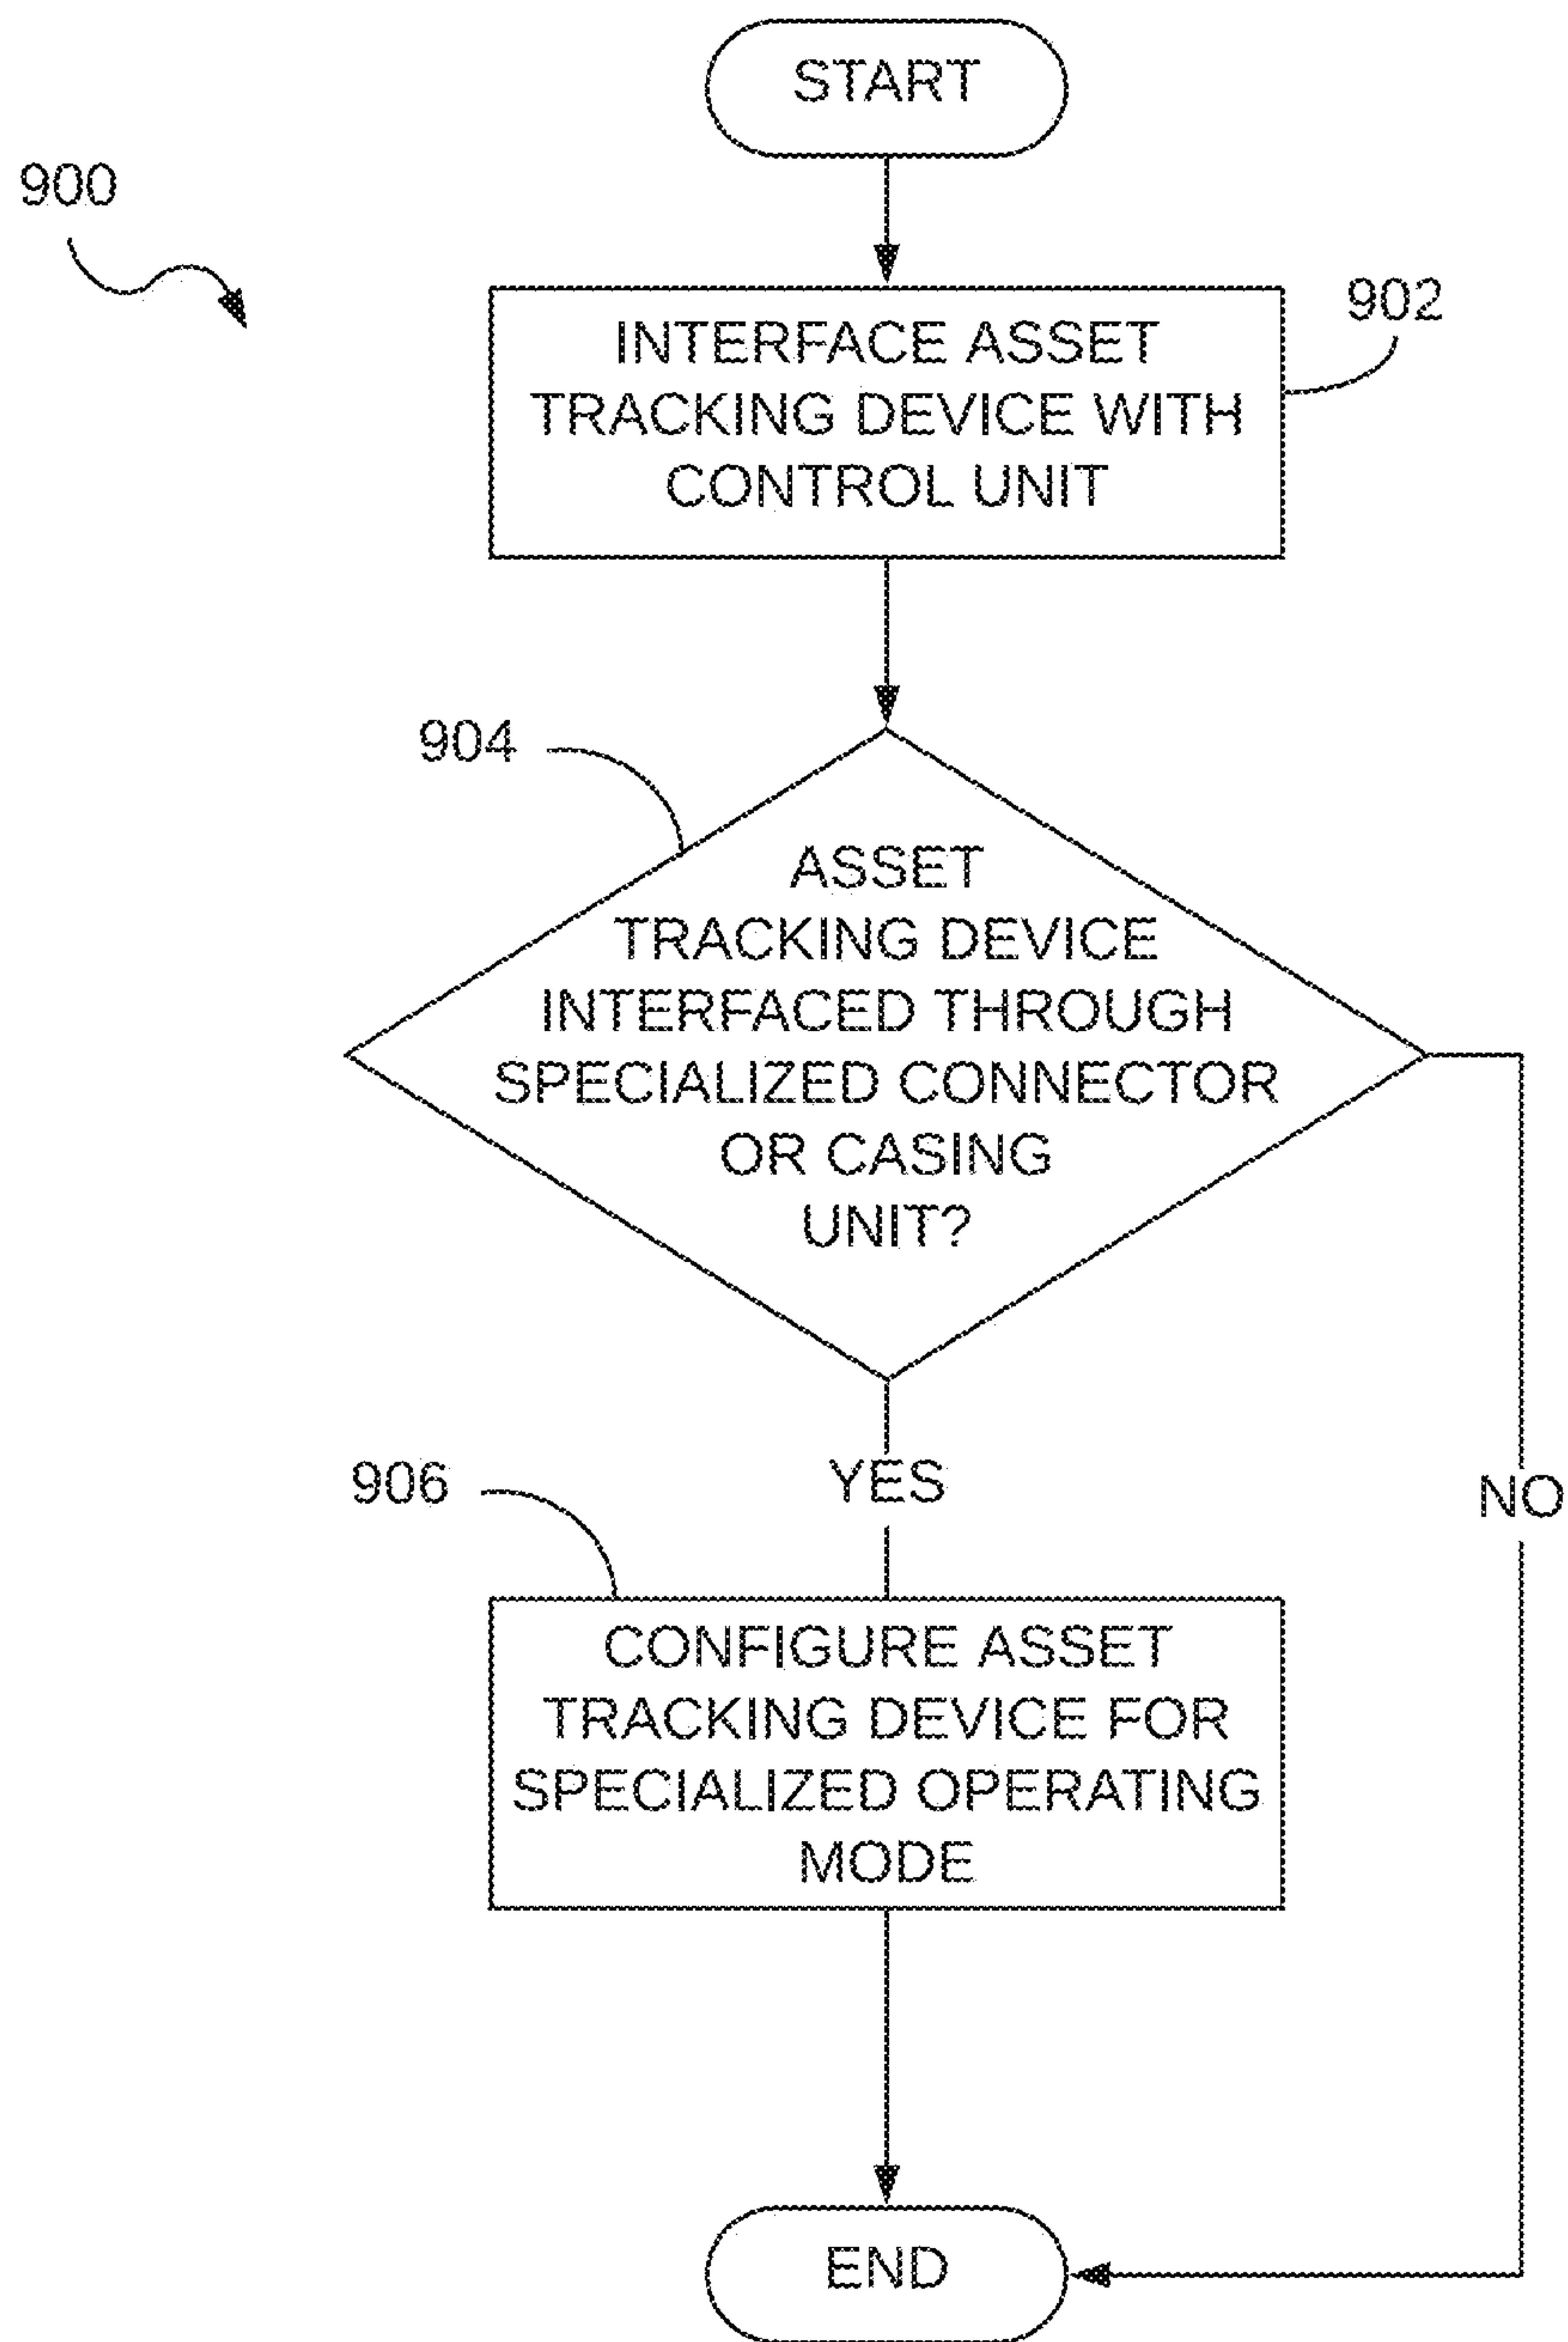 START
900
902
INTERFACE ASSET
TRACKING DEVICE WITH
CONTROL UNIT
904
ASSET
TRACKING DEVICE
INTERFACED THROUGH
SPECIALIZED CONNECTOR
OR CASING
UNIT?
YES
NO
906
CONFIGURE ASSET
TRACKING DEVICE FOR
SPECIALIZED OPERATING
MODE
END